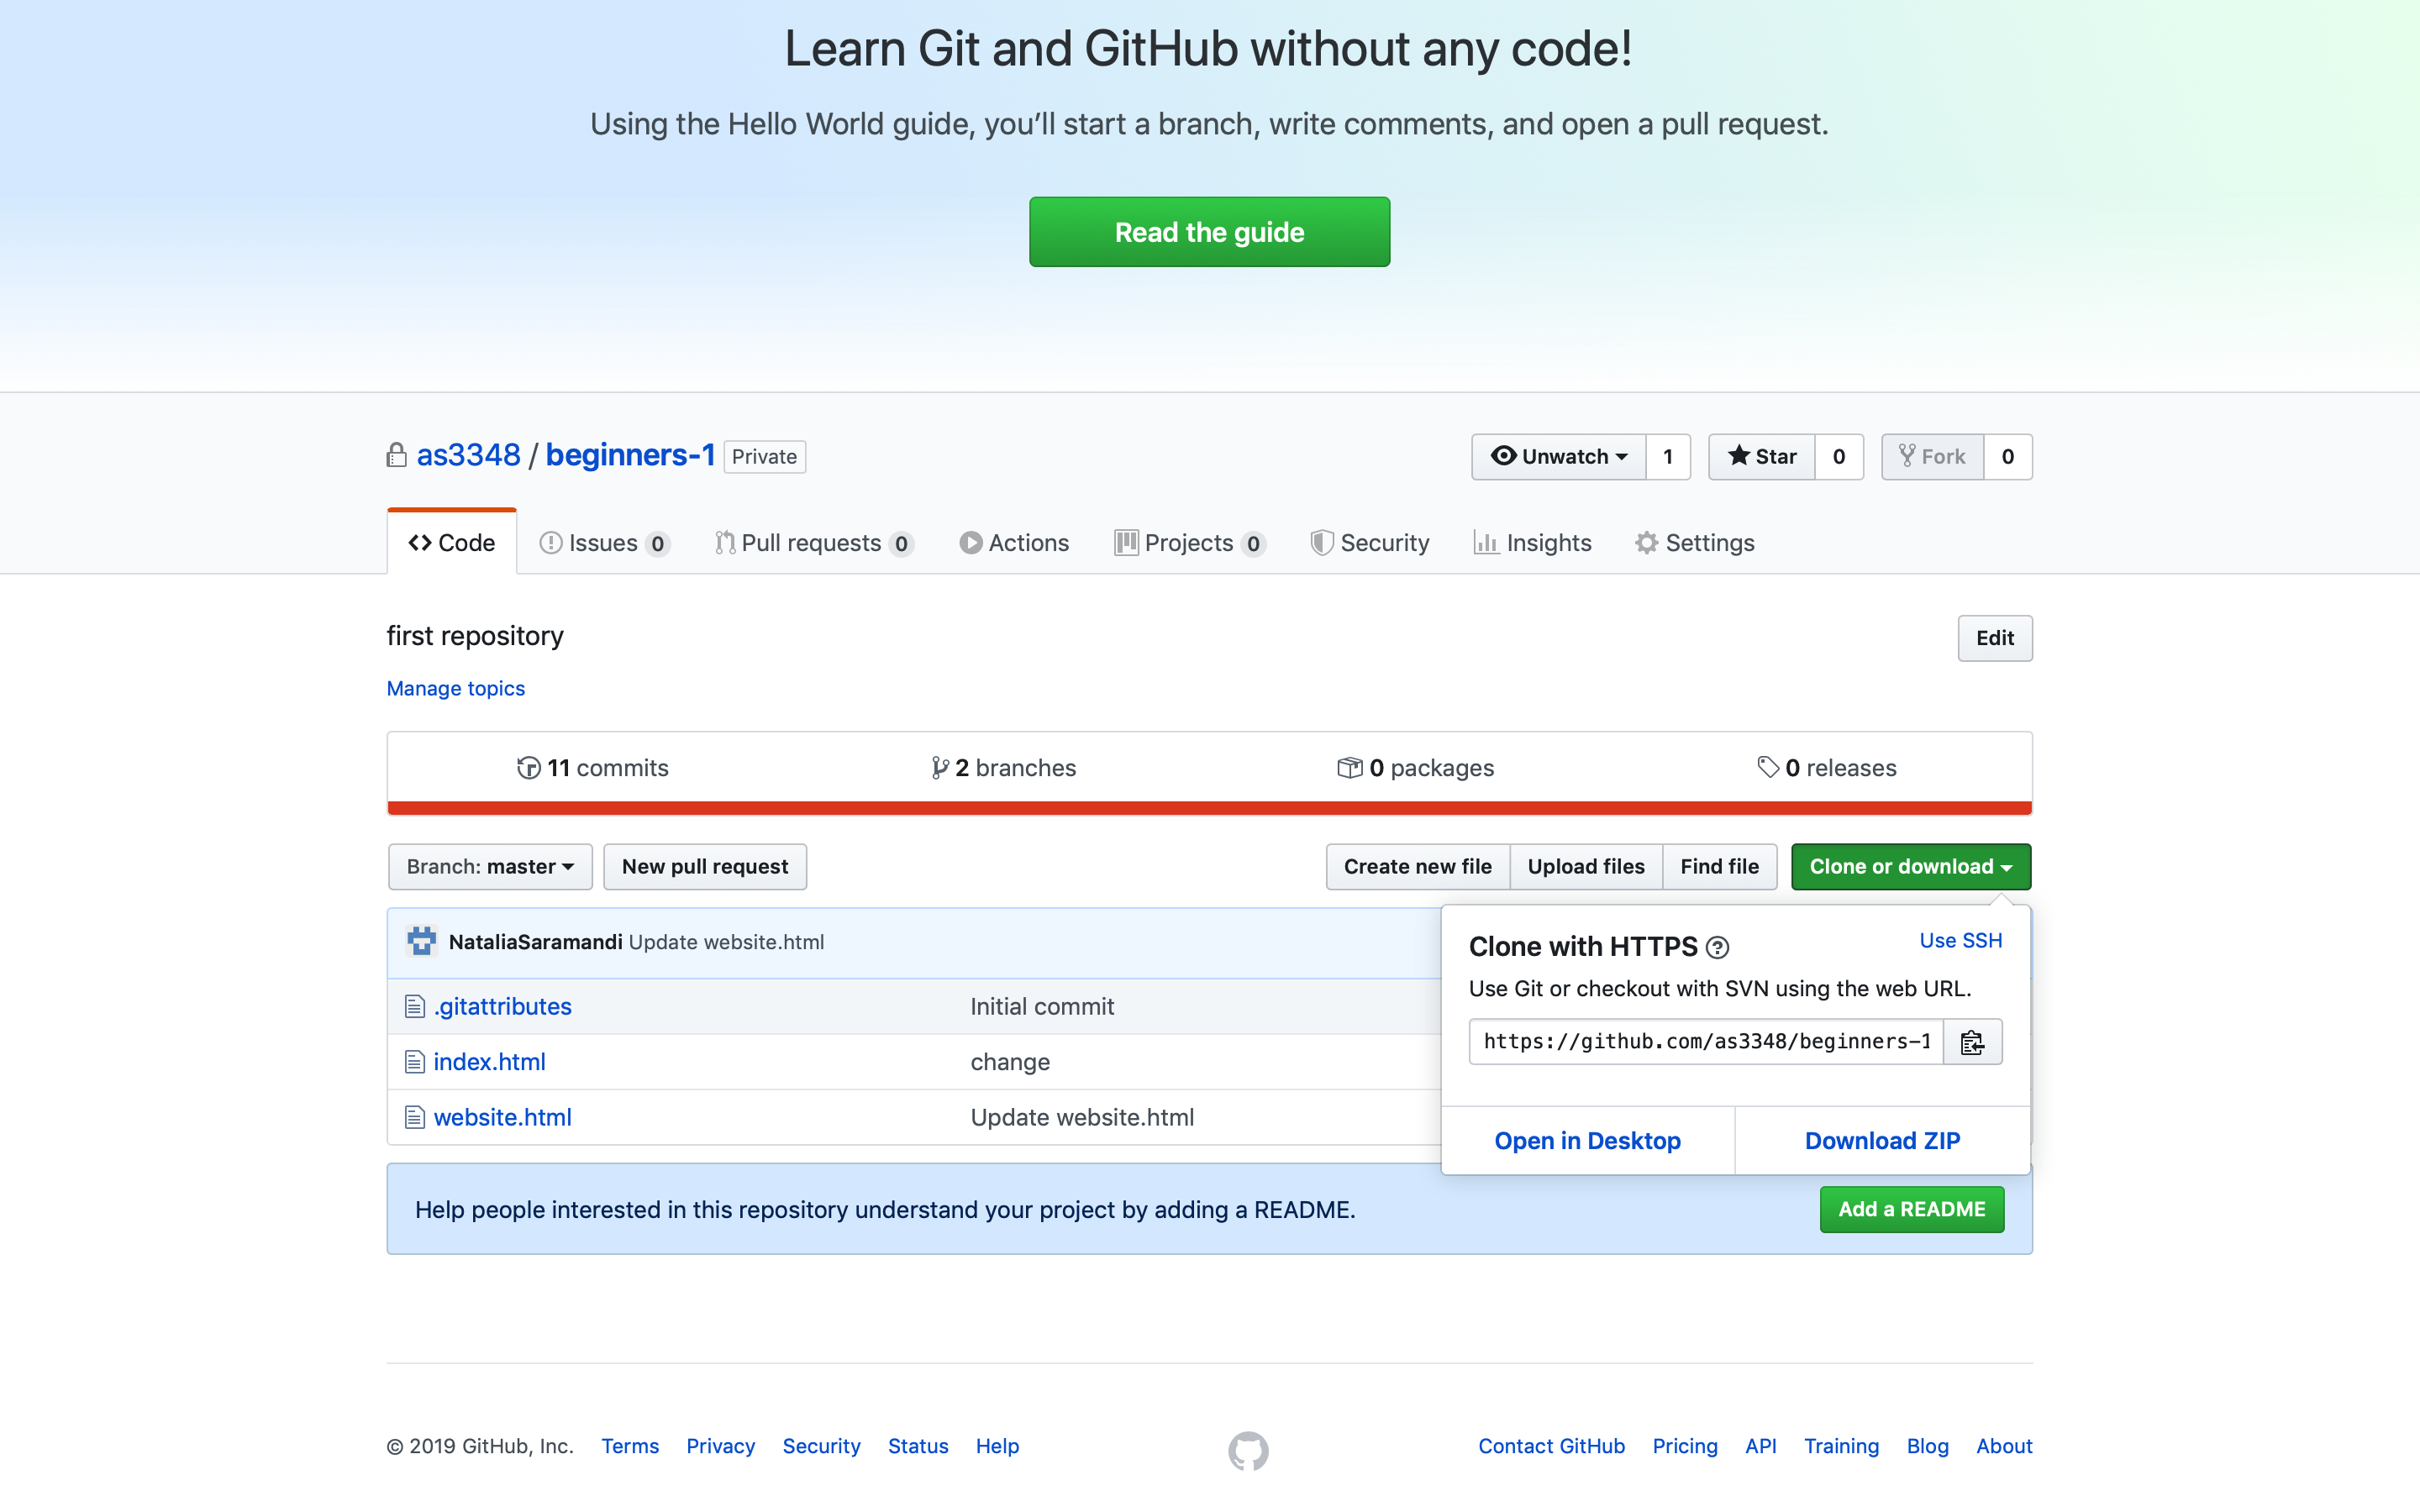 Learn Git and GitHub without any code!
Using the Hello World guide, you’ll start a branch, write comments, and open a pull request.
Read the guide
as3348 / beginners-1 Private
Unwatch 1 Star 0 Fork 0
Code Issues 0 Pull requests 0 Actions Projects 0 Security Insights Settings
first repository
Edit
Manage topics
11 commits 2 branches 0 packages 0 releases
Branch: master New pull request Create new file Upload files Find file Clone or download
NataliaSaramandi Update website.html
.gitattributes Initial commit
index.html change
website.html Update website.html
Clone with HTTPS ?
Use SSH
Use Git or checkout with SVN using the web URL.
https://github.com/as3348/beginners-1
Open in Desktop Download ZIP
Help people interested in this repository understand your project by adding a README.
Add a README
© 2019 GitHub, Inc. Terms Privacy Security Status Help Contact GitHub Pricing API Training Blog About